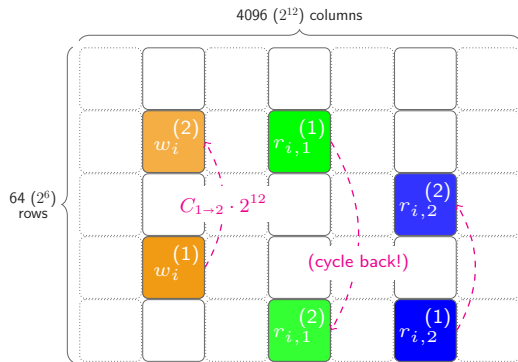 4096 (2^{12}) columns
64 (2^6)
rows
w_i^{(2)}
r_{i,1}^{(1)}
r_{i,2}^{(2)}
C_{1→2} · 2^{12}
(cycle back!)
w_i^{(1)}
r_{i,1}^{(2)}
r_{i,2}^{(1)}